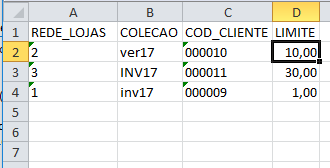 A B C D
1 REDE_LOJAS COLECAO COD_CLIENTE LIMITE
2 2 ver17 000010 10,00
3 3 INV17 000011 30,00
4 1 inv17 000009 1,00
5
6
7
8